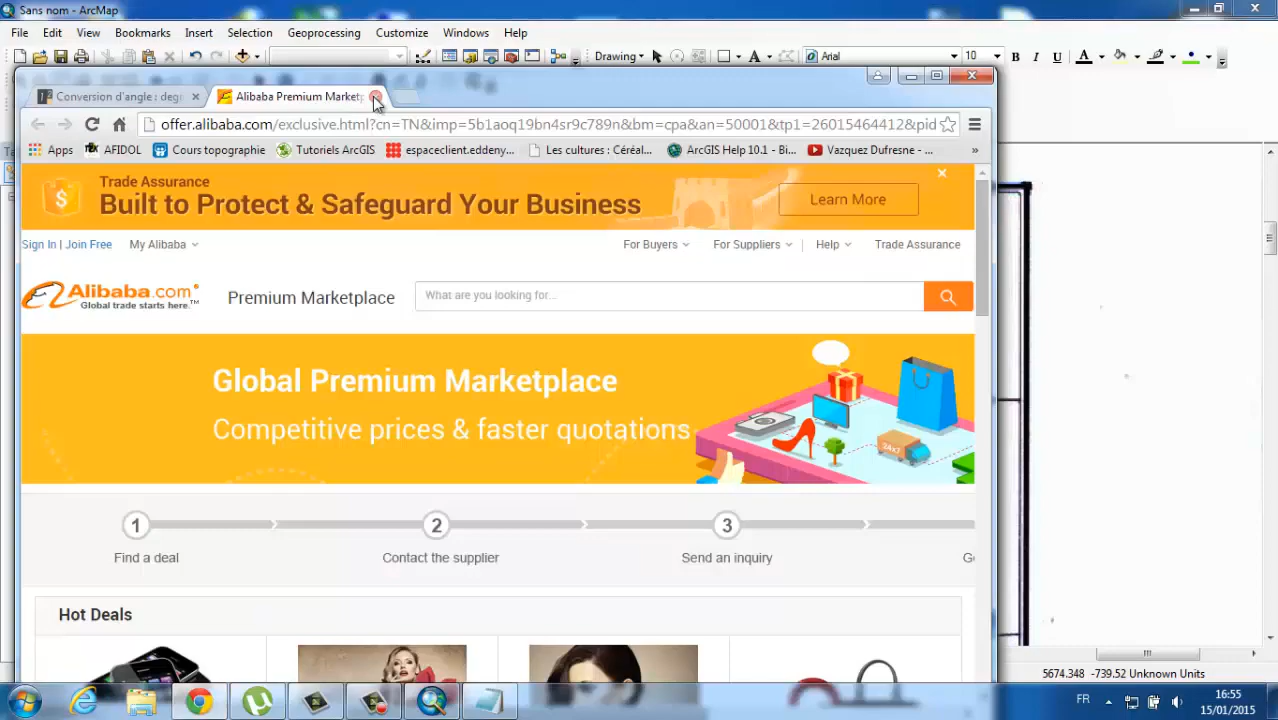 Sans nom - ArcMap
File Edit View Bookmarks Insert Selection Geoprocessing Customize Windows Help
Drawing Arial 10 B I U A
Conversion d'angle : deg Alibaba Premium Market
offer.alibaba.com/exclusive.html?cn=TN&imp=5b1aoq19bn4sr9c789n&bm=cpa&an=50001&tp1=26015464412&pid
Apps AFIDOL Cours topographie Tutoriels ArcGIS espaceclient.eddeny... Les cultures : Céréal... ArcGIS Help 10.1 - Bi... Vazquez Dufresne - ... »
Trade Assurance
Built to Protect & Safeguard Your Business
Learn More
Sign In | Join Free My Alibaba For Buyers For Suppliers Help Trade Assurance
Alibaba.com®
Global trade starts here.™
Premium Marketplace
What are you looking for...
Global Premium Marketplace
Competitive prices & faster quotations
24x7
1 2 3
Find a deal Contact the supplier Send an inquiry
Hot Deals
5674.348 -739.52 Unknown Units
FR 16:55
15/01/2015